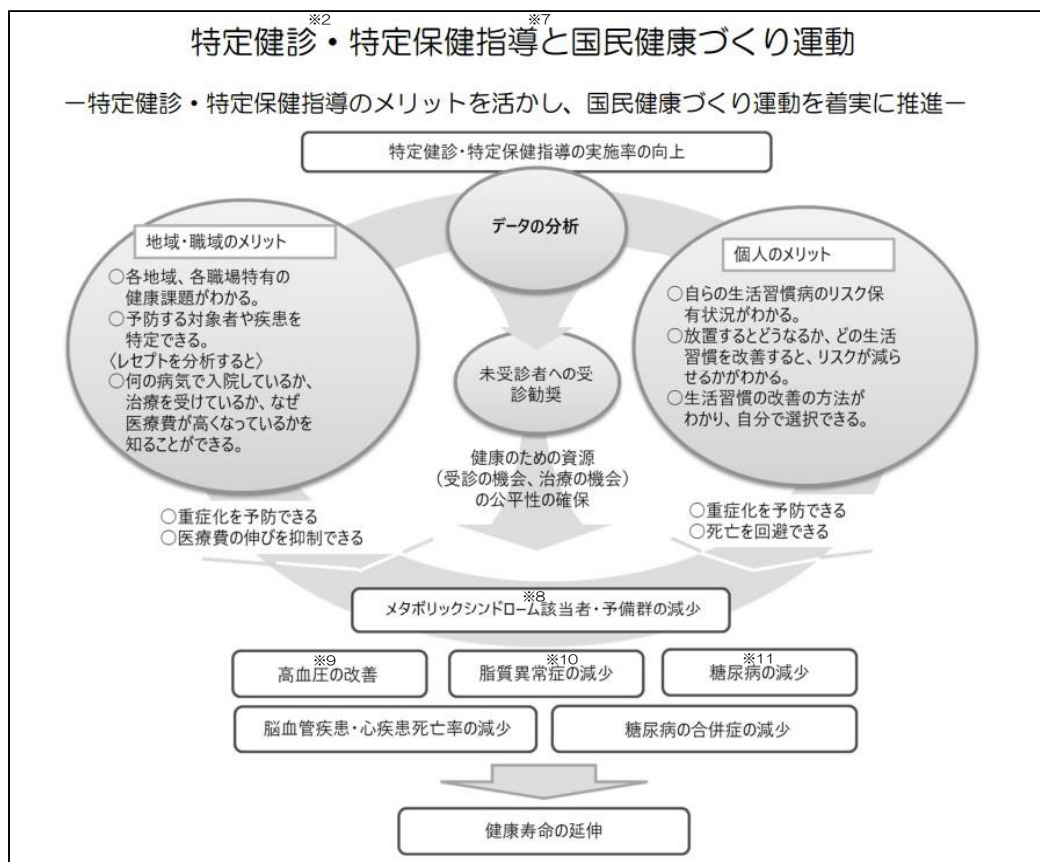 ※2 ※7
特定健診・特定保健指導と国民健康づくり運動
－特定健診・特定保健指導のメリットを活かし、国民健康づくり運動を着実に推進－
特定健診・特定保健指導の実施率の向上
データの分析
地域・職域のメリット
○各地域、各職場特有の
健康課題がわかる。
○予防する対象者や疾患を
特定できる。
〈レセプトを分析すると〉
○何の病気で入院しているか、
治療を受けているか、なぜ
医療費が高くなっているかを
知ることができる。
○重症化を予防できる
○医療費の伸びを抑制できる
未受診者への受
診勧奨
健康のための資源
(受診の機会、治療の機会)
の公平性の確保
個人のメリット
○自らの生活習慣病のリスク保
有状況がわかる。
○放置するとどうなるか、どの生活
習慣を改善すると、リスクが減ら
せるかがわかる。
○生活習慣の改善の方法が
わかり、自分で選択できる。
○重症化を予防できる
○死亡を回避できる
※8
メタボリックシンドローム該当者・予備群の減少
※9
高血圧の改善
※10
脂質異常症の減少
※11
糖尿病の減少
脳血管疾患・心疾患死亡率の減少
糖尿病の合併症の減少
健康寿命の延伸